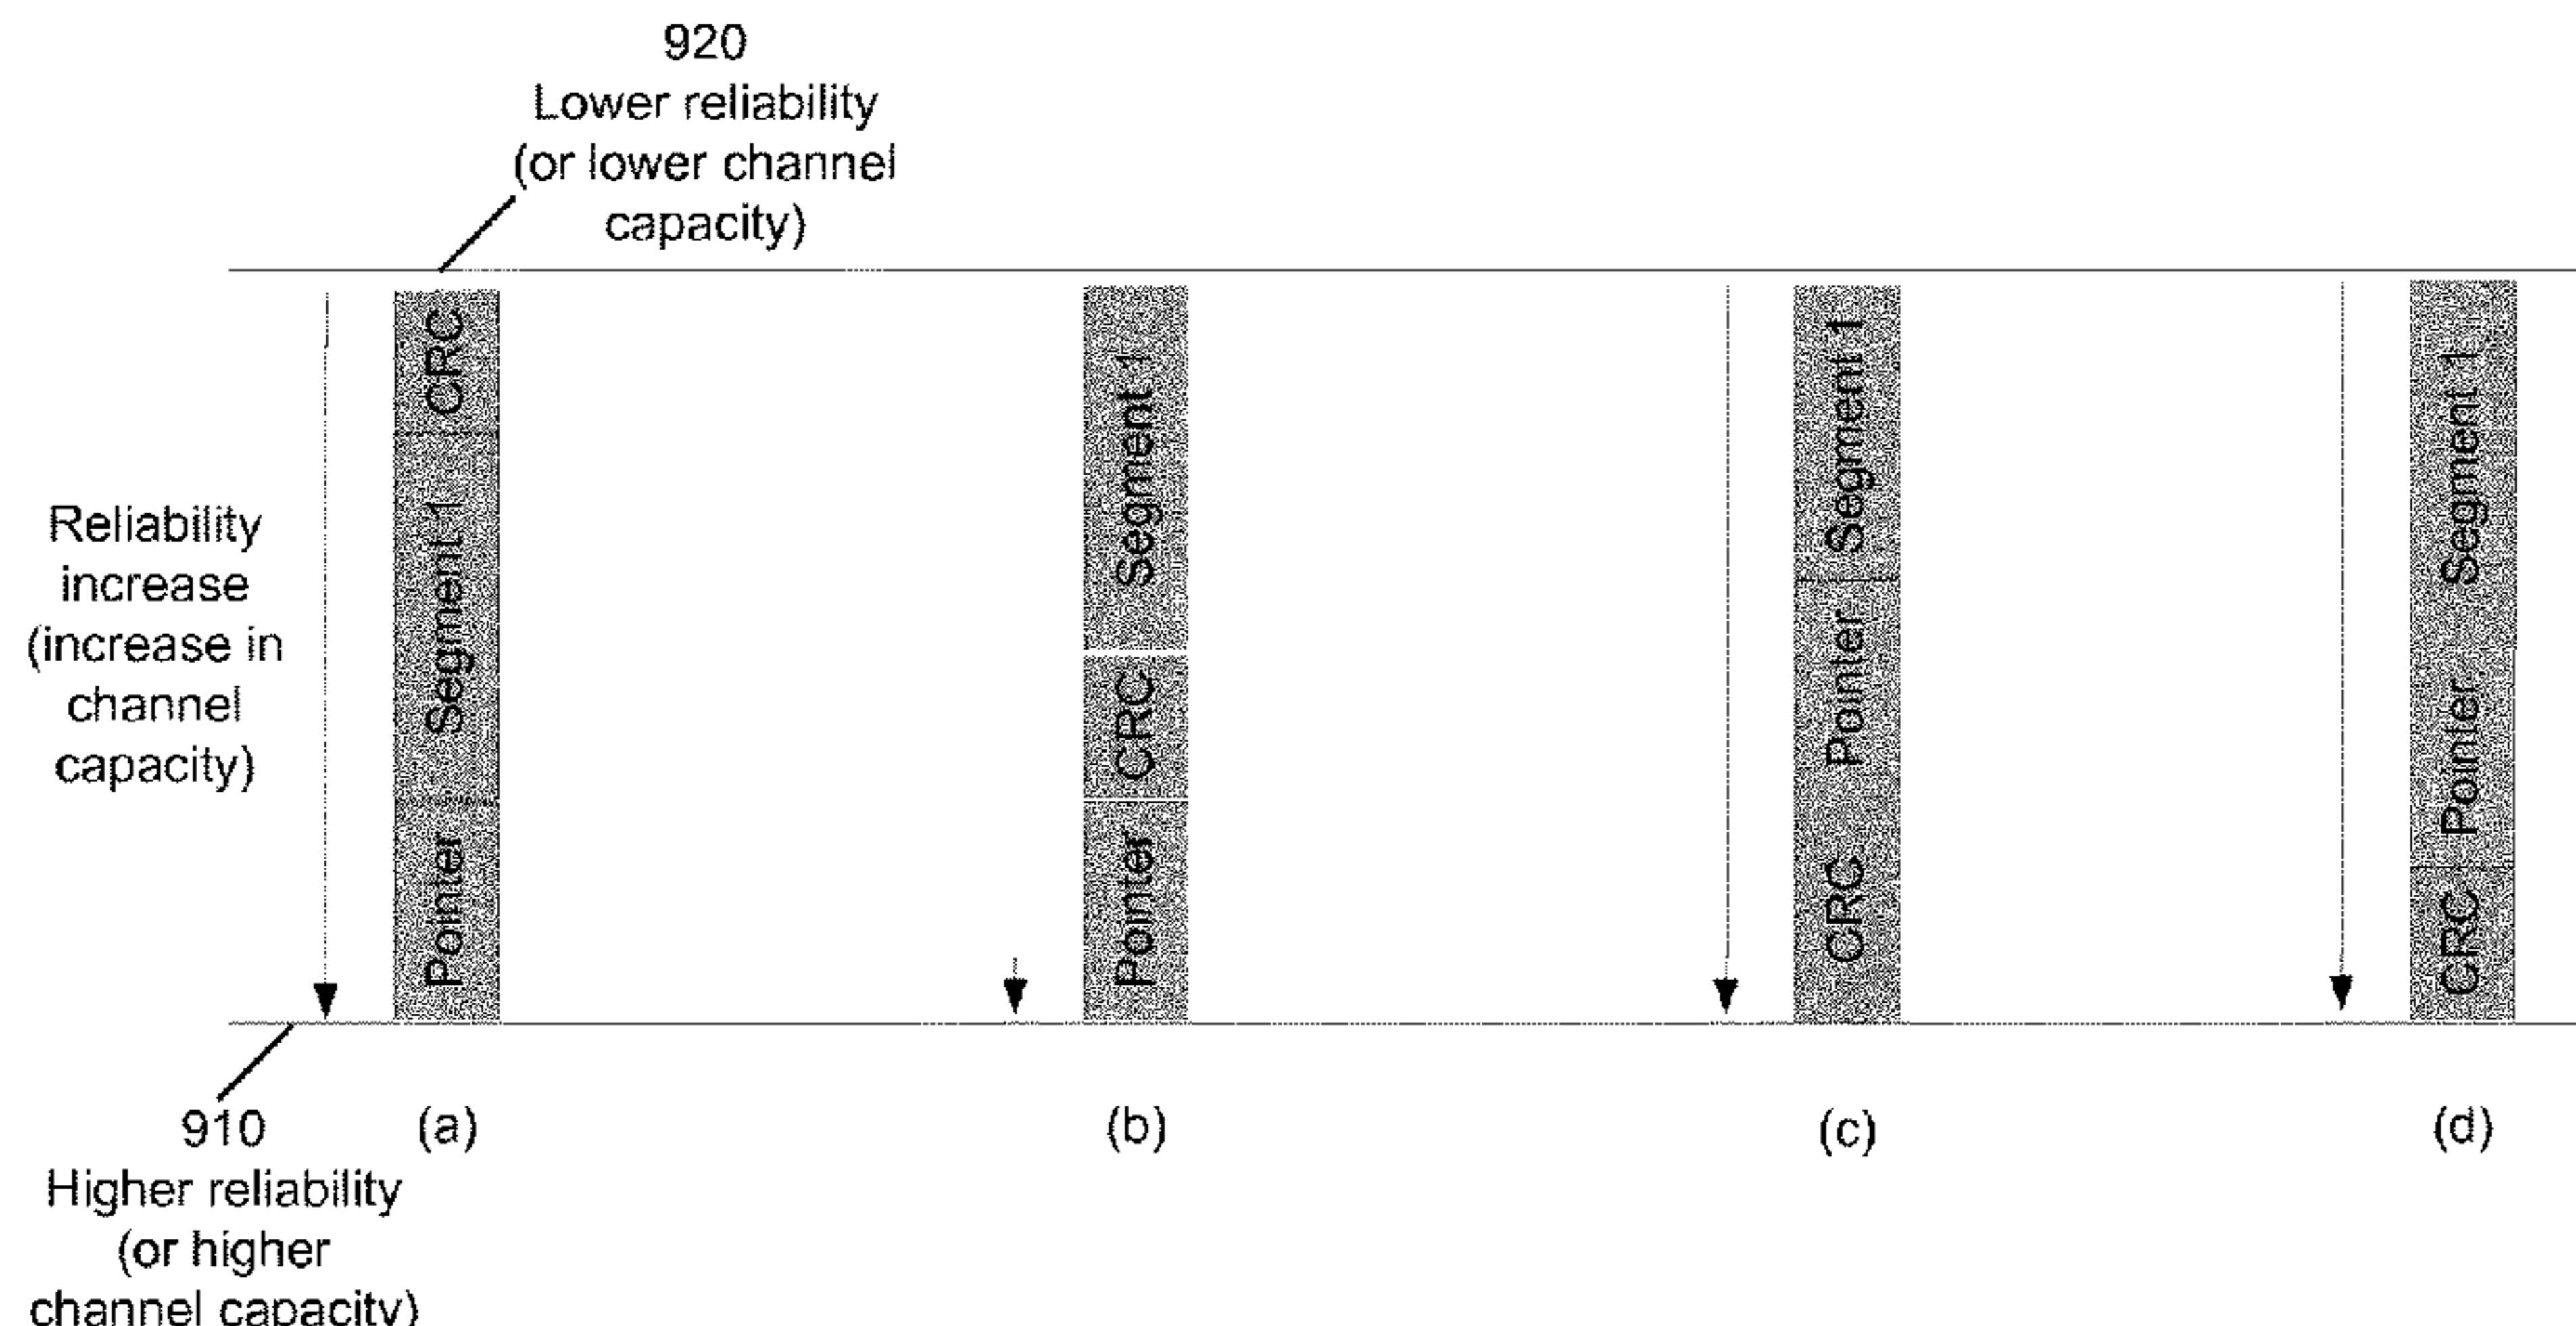 920
Lower reliability
(or lower channel
capacity)
Reliability
increase
(increase in
channel
capacity)
CRC
Segment 1
Pointer
Segment 1
CRC
Pointer
Segment 1
Pointer
CRC
Segment 1
Pointer
CRC
910
Higher reliability
(or higher
channel capacity)
(a)
(b)
(c)
(d)